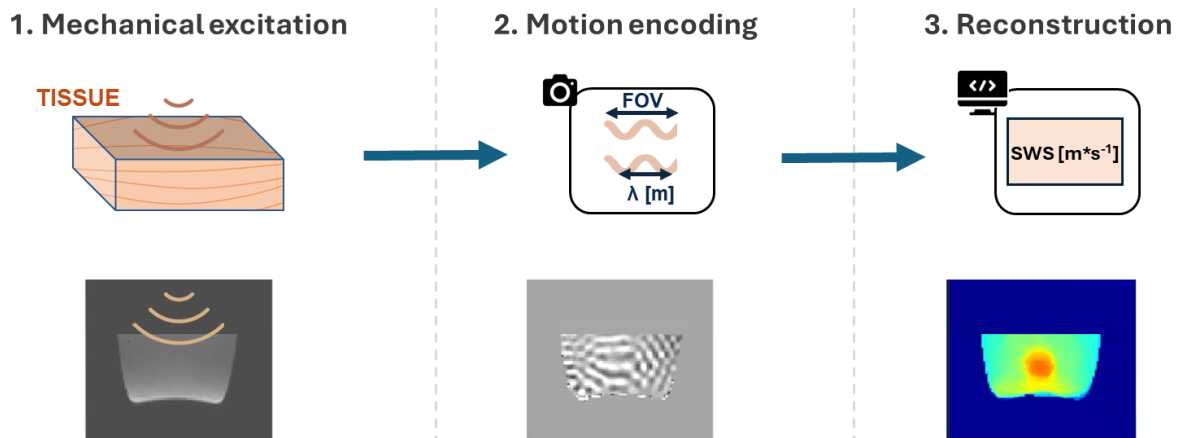 1. Mechanical excitation
2. Motion encoding
3. Reconstruction
TISSUE
FOV
λ [m]
</>
SWS [m*s⁻¹]